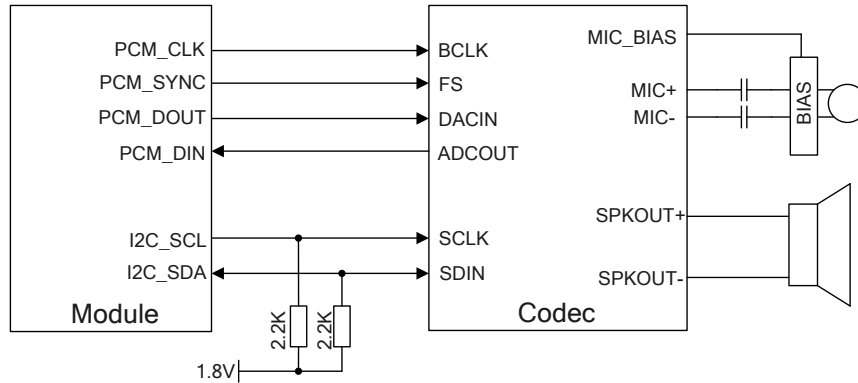 PCM_CLK
BCLK
MIC_BIAS
PCM_SYNC
FS
MIC+
PCM_DOUT
DACIN
MIC-
BIAS
PCM_DIN
ADCOUT
SPKOUT+
I2C_SCL
SCLK
I2C_SDA
SDIN
SPKOUT-
Module
2.2K
2.2K
Codec
1.8V